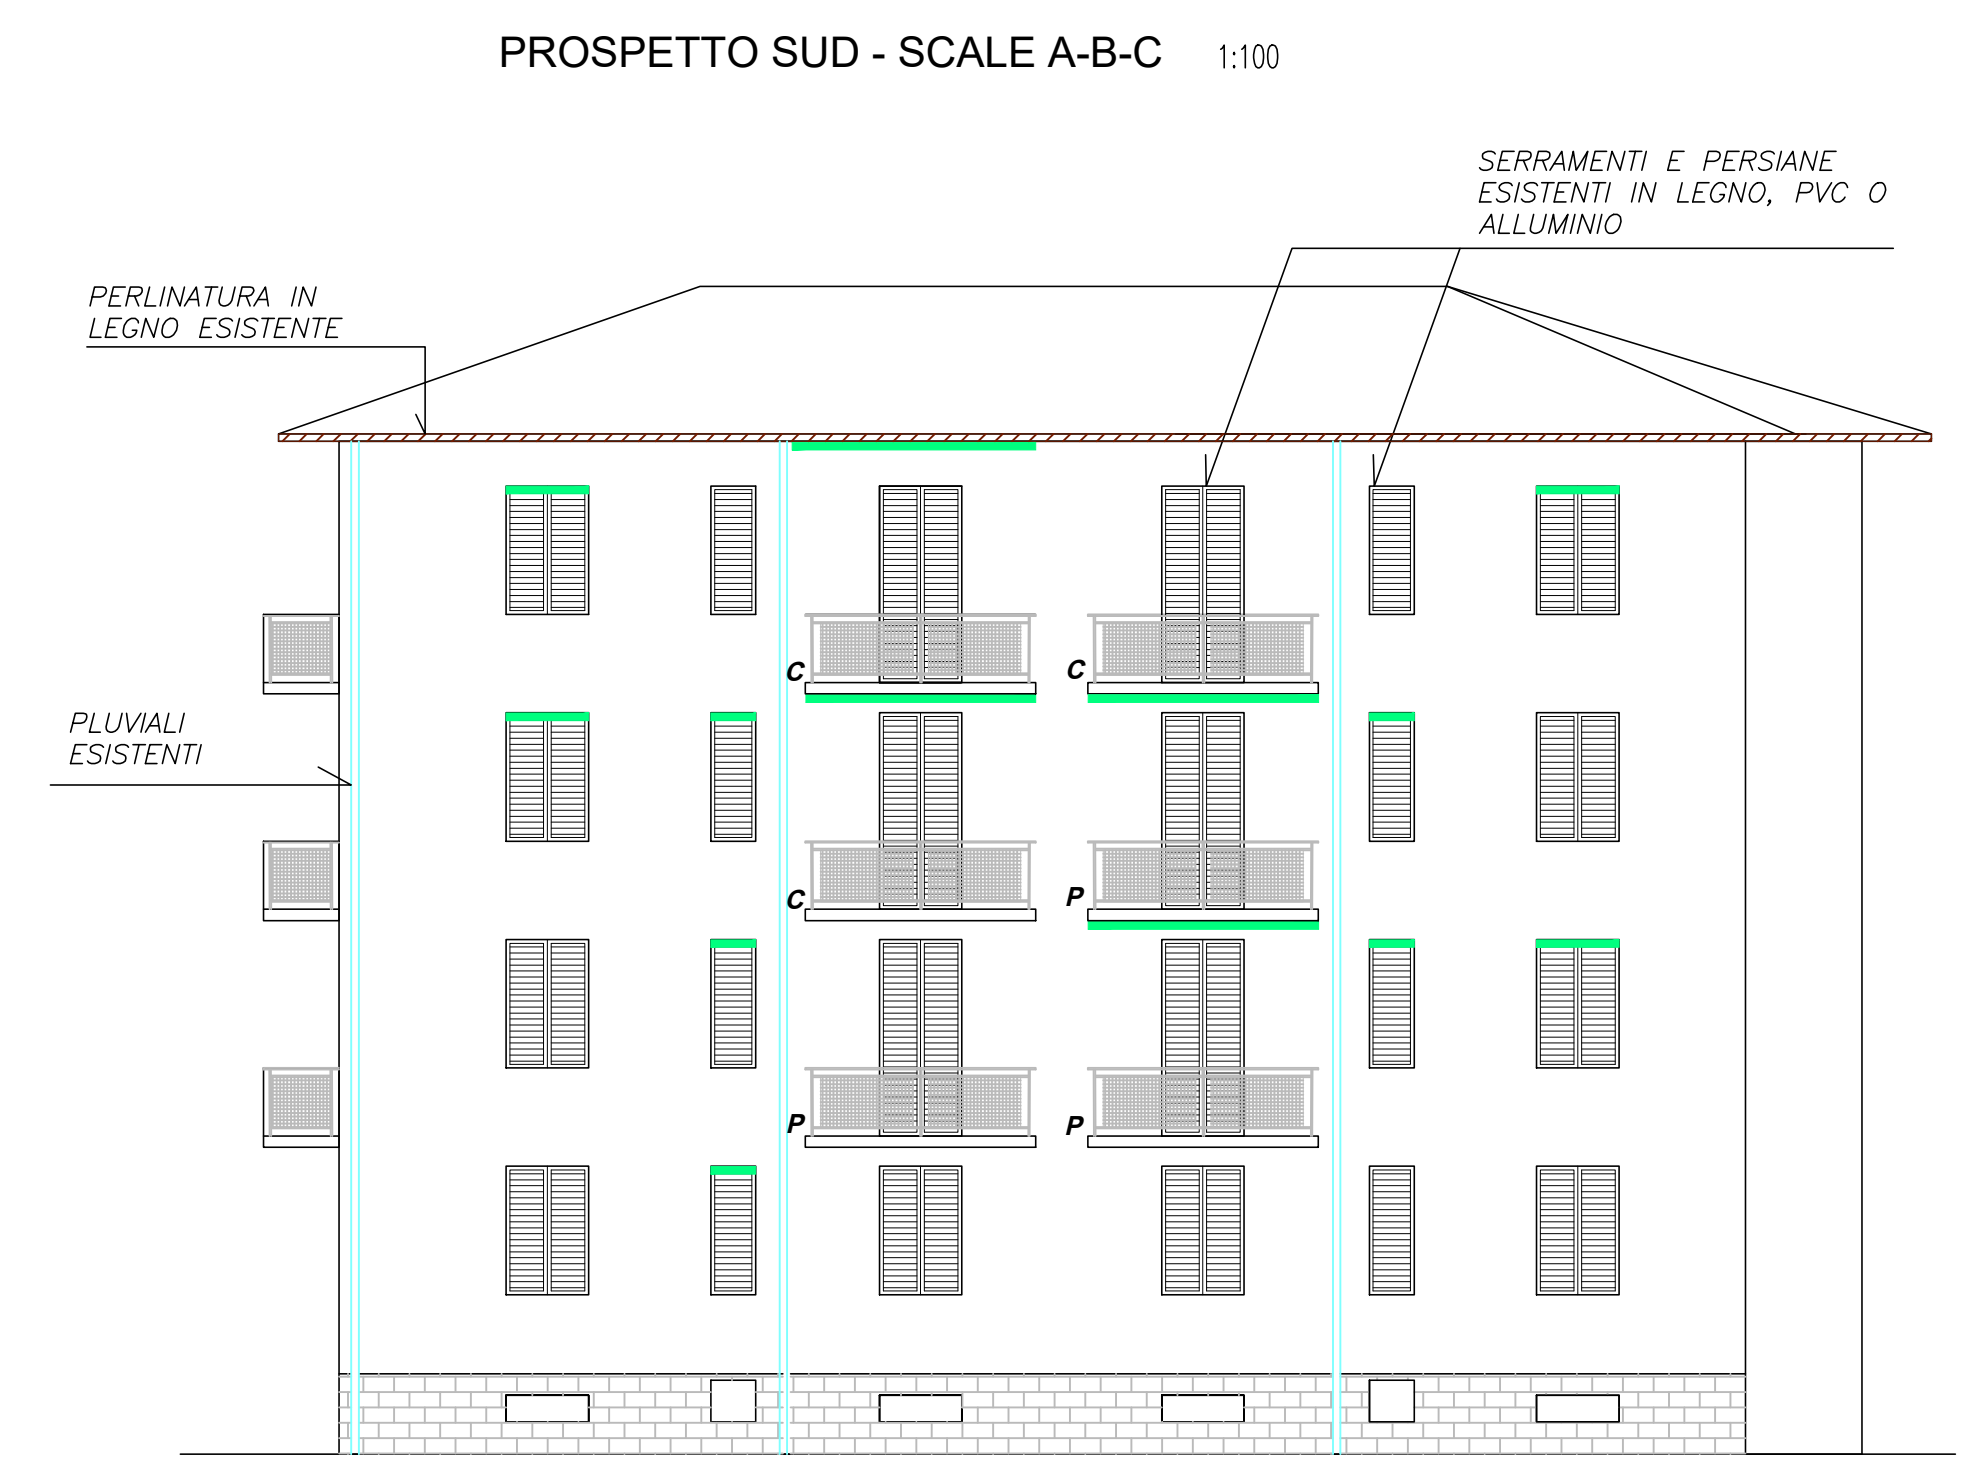 PROSPETTO SUD - SCALE A-B-C 1:100
SERRAMENTI E PERSIANE
ESISTENTI IN LEGNO, PVC O
ALLUMINIO
PERLINATURA IN
LEGNO ESISTENTE
C
C
PLUVIALI
ESISTENTI
C
P
P
P